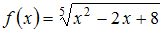 f(x) = ⁵√(x² − 2x + 8)